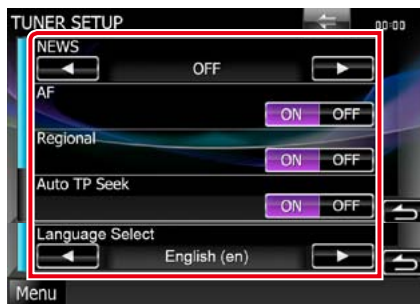 TUNER SETUP
00:00
NEWS
OFF
AF
ON OFF
Regional
ON OFF
Auto TP Seek
ON OFF
Language Select
English (en)
Menu